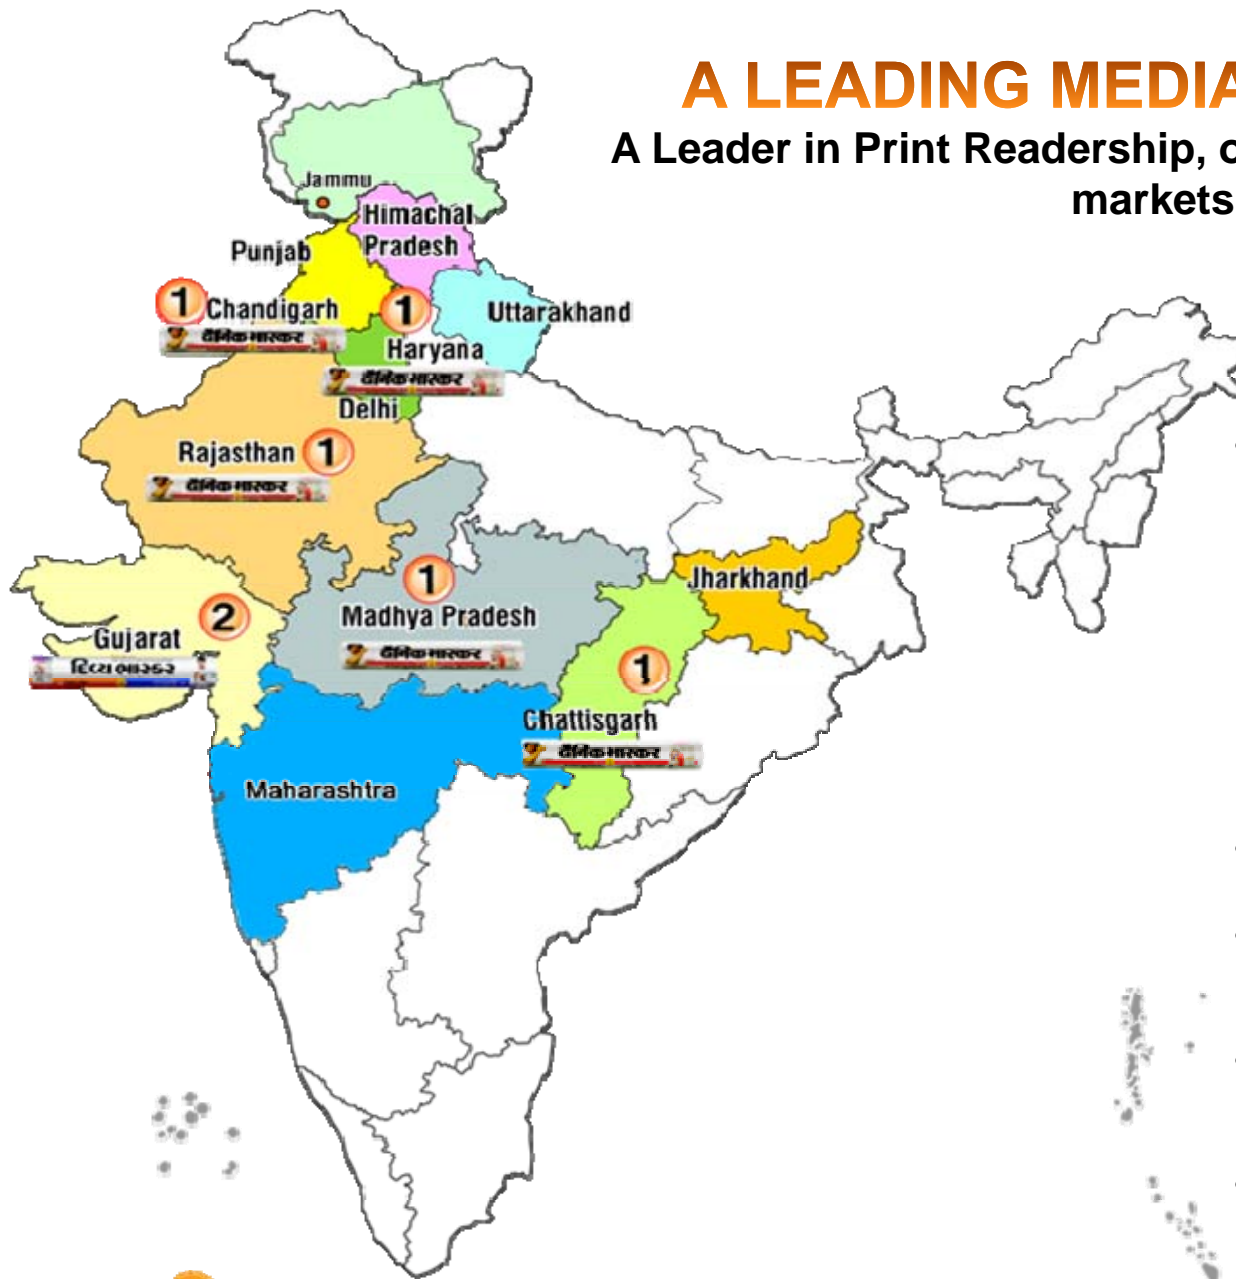 A LEADING MEDIA
A Leader in Print Readership,
markets
Jammu
Himachal
Pradesh
Punjab
1
Chandigarh
दैनिक भास्कर
1
Uttarakhand
Haryana
दैनिक भास्कर
Delhi
Rajasthan
1
दैनिक भास्कर
1
Madhya Pradesh
दैनिक भास्कर
Jharkhand
2
Gujarat
દિવ્ય ભાસ્કર
1
Chattisgarh
दैनिक भास्कर
Maharashtra